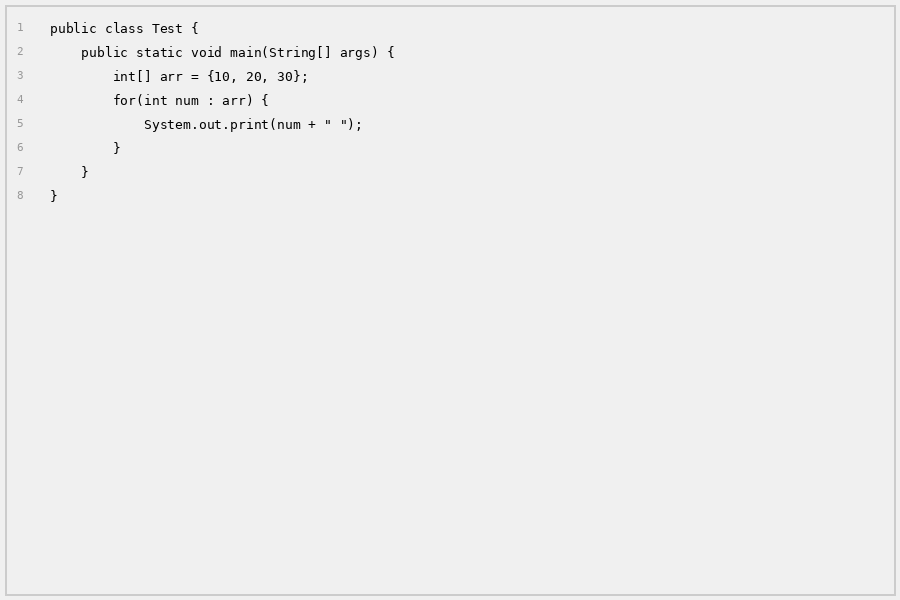 1 public class Test {
2     public static void main(String[] args) {
3         int[] arr = {10, 20, 30};
4         for(int num : arr) {
5             System.out.print(num + " ");
6         }
7     }
8 }